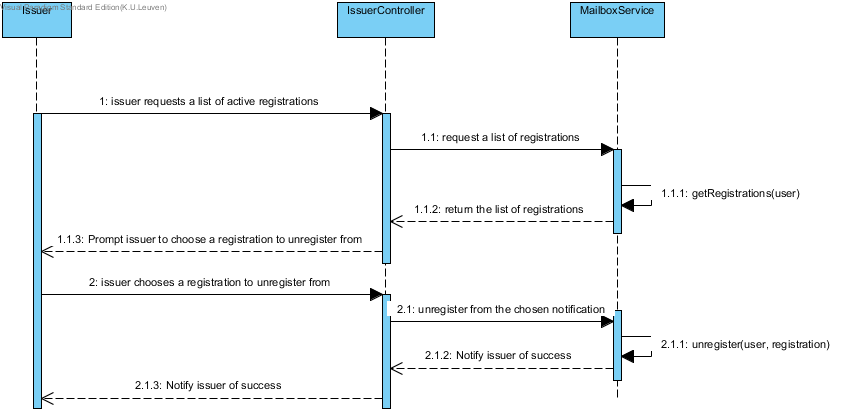 Visual Paradigm Standard Edition(K.U.Leuven)
Issuer
IssuerController
MailboxService
1: issuer requests a list of active registrations
1.1: request a list of registrations
1.1.1: getRegistrations(user)
1.1.2: return the list of registrations
1.1.3: Prompt issuer to choose a registration to unregister from
2: issuer chooses a registration to unregister from
2.1: unregister from the chosen notification
2.1.1: unregister(user, registration)
2.1.2: Notify issuer of success
2.1.3: Notify issuer of success